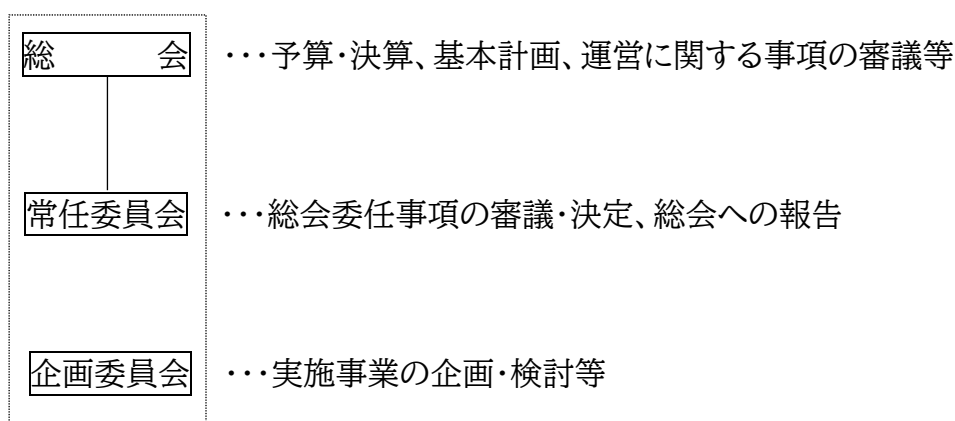 総　　　会 ・・・予算・決算、基本計画、運営に関する事項の審議等
常任委員会 ・・・総会委任事項の審議・決定、総会への報告
企画委員会 ・・・実施事業の企画・検討等